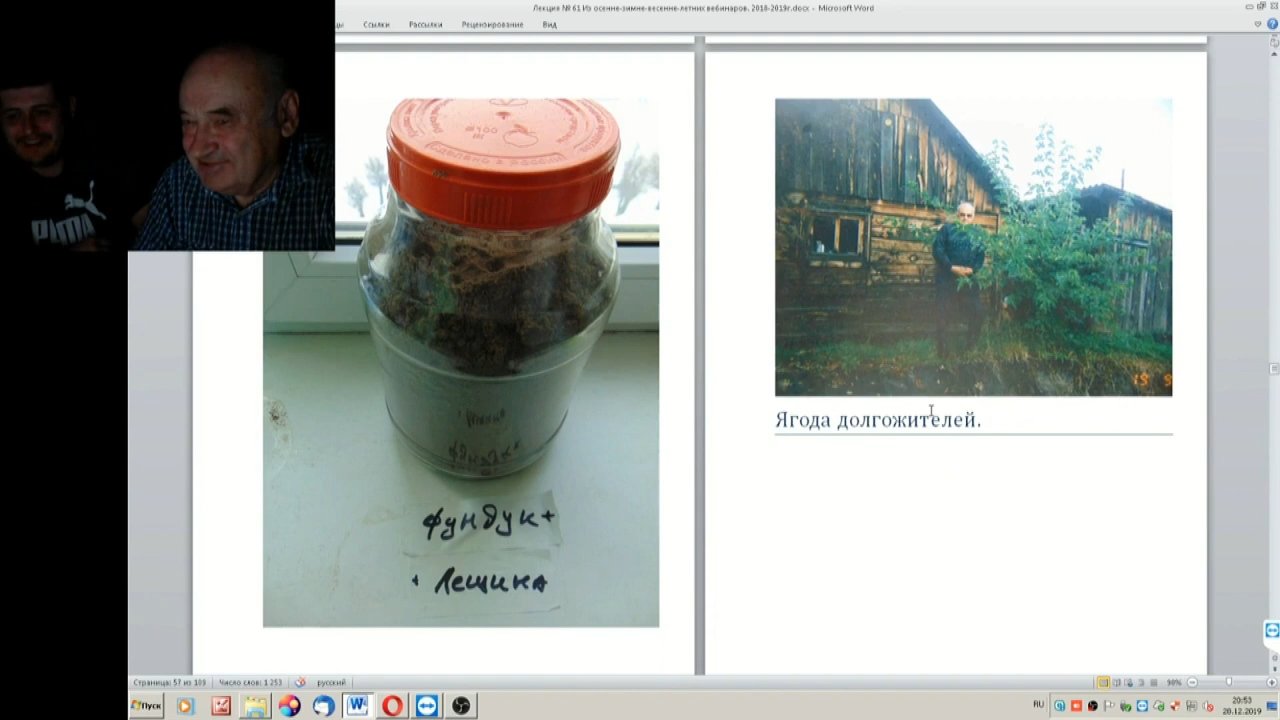 Лекция № 61 Из осенне-зимне-весенне-летних вебинаров. 2018-2019г.docx - Microsoft Word
Ссылки Рассылки Рецензирование Вид
PUMA
фундук+
+ Лещина
Ягода долгожителей.
Страница: 57 из 103 Число слов: 1 253 русский 98%
Пуск RU 20:53
20.12.2019